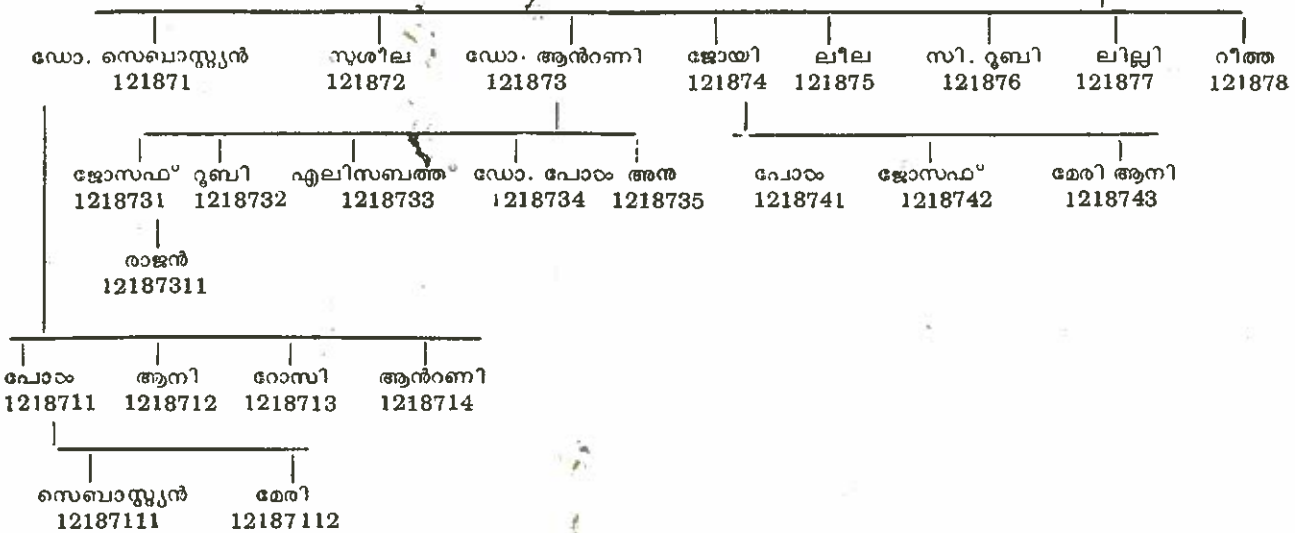 ഡോ. സെബാസ്റ്റ്യൻ സുശീല ഡോ. ആൻറണി ജോയി ലീല സി. റൂബി ലില്ലി റീത്ത
121871 121872 121873 121874 121875 121876 121877 121878
ജോസഫ് റൂബി എലിസബത്ത് ഡോ. പോൾ അൻ പോൾ ജോസഫ് മേരി ആനി
1218731 1218732 1218733 1218734 1218735 1218741 1218742 1218743
രാജൻ
12187311
പോൾ ആനി റോസി ആൻറണി
1218711 1218712 1218713 1218714
സെബാസ്റ്റ്യൻ മേരി
12187111 12187112